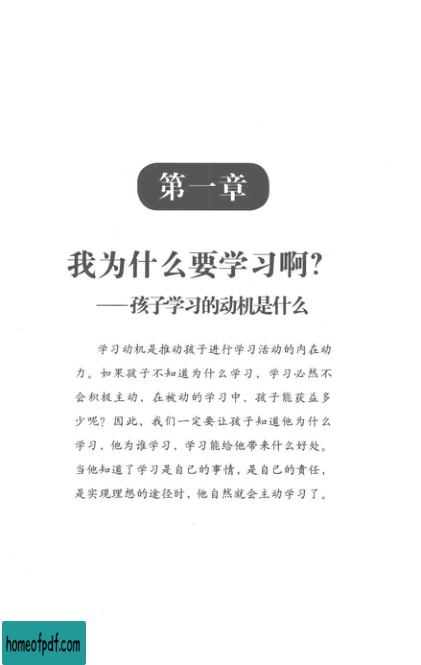 第一章
我为什么要学习啊?
——孩子学习的动机是什么
学习动机是推动孩子进行学习活动的内在动
力。如果孩子不知道为什么学习，学习必然不
会积极主动、在被动的学习中，孩子能获益多
少呢？因此，我们一定要让孩子知道他为什么
学习，他为谁学习，学习能给他带来什么好处。
当他知道了学习是自己的事情，是自己的责任，
是实现理想的途径时，他自然就会主动学习了。
homeofpdf.com